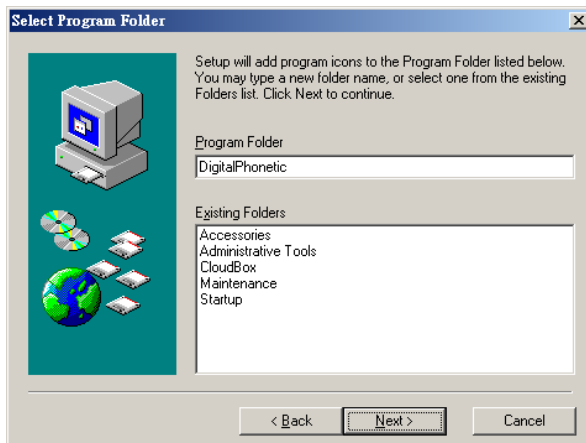 Select Program Folder
Setup will add program icons to the Program Folder listed below.
You may type a new folder name, or select one from the existing
Folders list. Click Next to continue.
Program Folder
DigitalPhonetic
Existing Folders
Accessories
Administrative Tools
CloudBox
Maintenance
Startup
< Back
Next >
Cancel